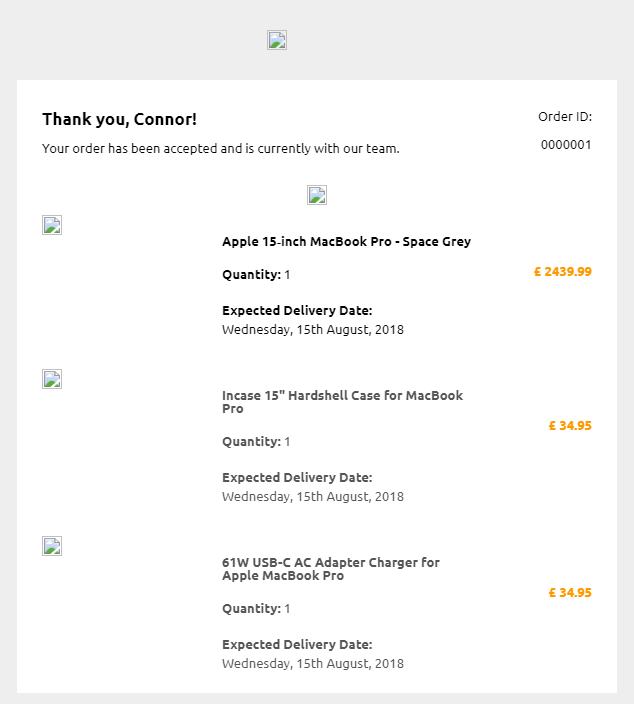 Thank you, Connor!
Order ID:
Your order has been accepted and is currently with our team.
0000001
Apple 15-inch MacBook Pro - Space Grey
Quantity: 1
£ 2439.99
Expected Delivery Date:
Wednesday, 15th August, 2018
Incase 15" Hardshell Case for MacBook
Pro
£ 34.95
Quantity: 1
Expected Delivery Date:
Wednesday, 15th August, 2018
61W USB-C AC Adapter Charger for
Apple MacBook Pro
£ 34.95
Quantity: 1
Expected Delivery Date:
Wednesday, 15th August, 2018